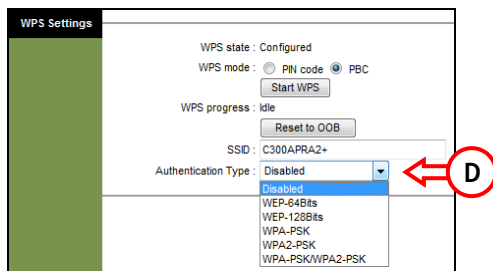 WPS Settings
WPS state : Configured
WPS mode : PIN code PBC
Start WPS
WPS progress : Idle
Reset to OOB
SSID : C300APRA2+
Authentication Type : Disabled
D
Disabled
WEP-64Bits
WEP-128Bits
WPA-PSK
WPA2-PSK
WPA-PSK/WPA2-PSK